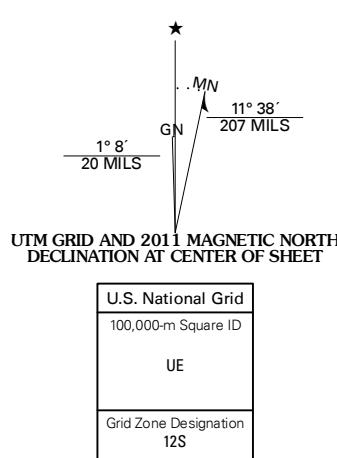 ★
MN
11° 38´
207 MILS
GN
1° 8´
20 MILS
UTM GRID AND 2011 MAGNETIC NORTH
DECLINATION AT CENTER OF SHEET
U.S. National Grid
100,000-m Square ID
UE
Grid Zone Designation
12S